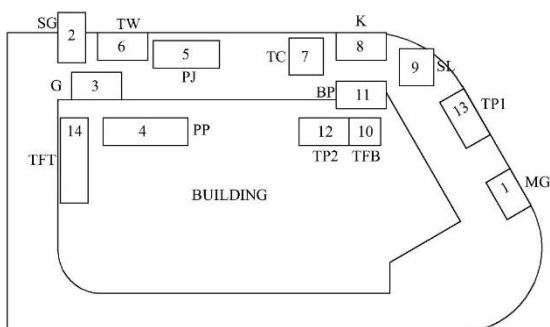 SG 2
TW
6
5
PJ
TC 7
K
8
9 SL
G 3
BP 11
13 TP1
14
4 PP
12 10
TP2 TFB
TFT
BUILDING
1 MG